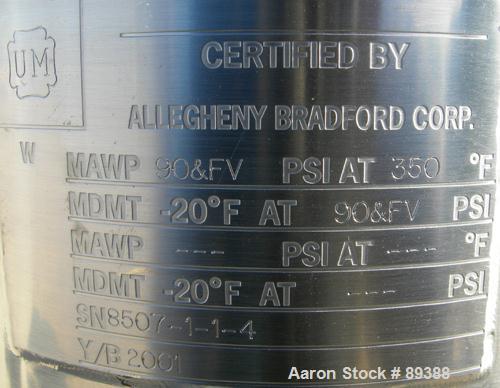 UM
CERTIFIED BY
ALLEGHENY BRADFORD CORP.
W
MAWP 90&FV PSI AT 350 °F
MDMT -20°F AT 90&FV PSI
MAWP --- PSI AT --- °F
MDMT -20°F AT --- PSI
SN8507-1-1-4
Y/B 2001
Aaron Stock # 89388